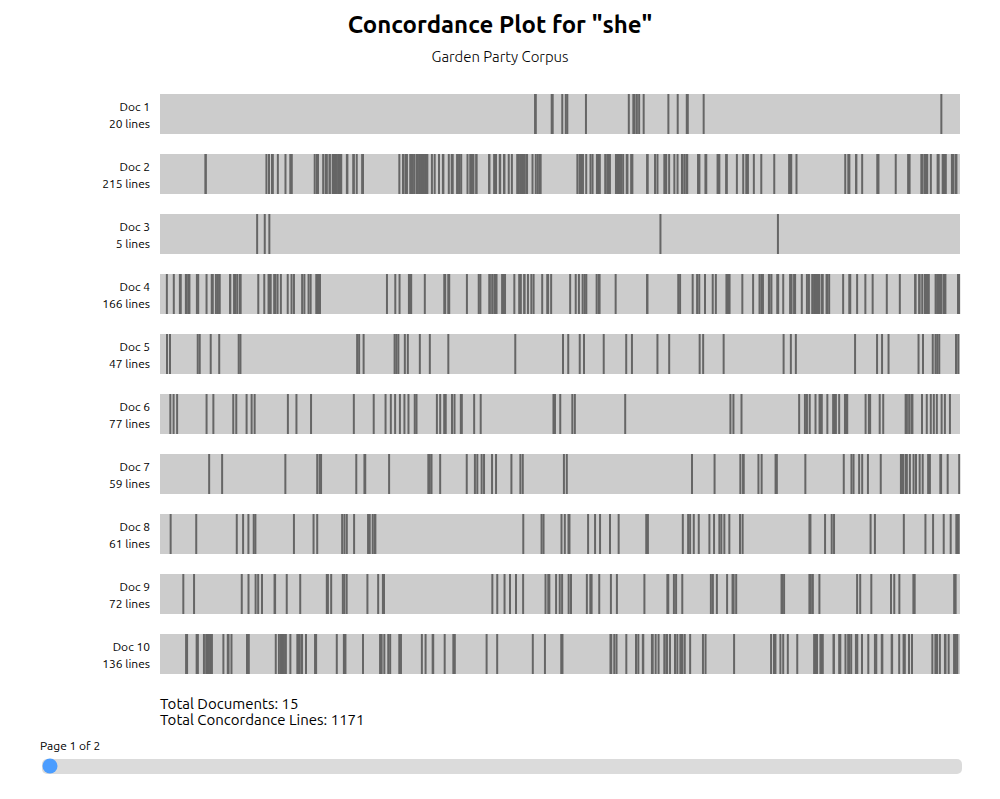 Concordance Plot for "she"
Garden Party Corpus
Doc 1
20 lines
Doc 2
215 lines
Doc 3
5 lines
Doc 4
166 lines
Doc 5
47 lines
Doc 6
77 lines
Doc 7
59 lines
Doc 8
61 lines
Doc 9
72 lines
Doc 10
136 lines
Total Documents: 15
Total Concordance Lines: 1171
Page 1 of 2